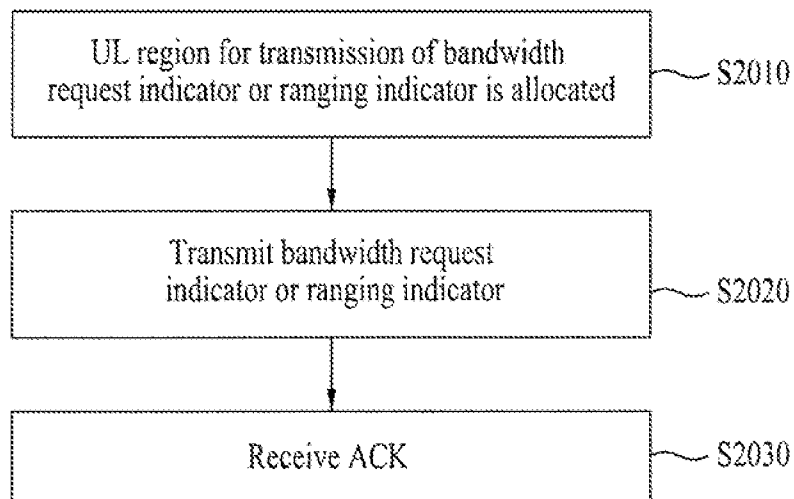 UL region for transmission of bandwidth
request indicator or ranging indicator is allocated
S2010
Transmit bandwidth request
indicator or ranging indicator
S2020
Receive ACK
S2030